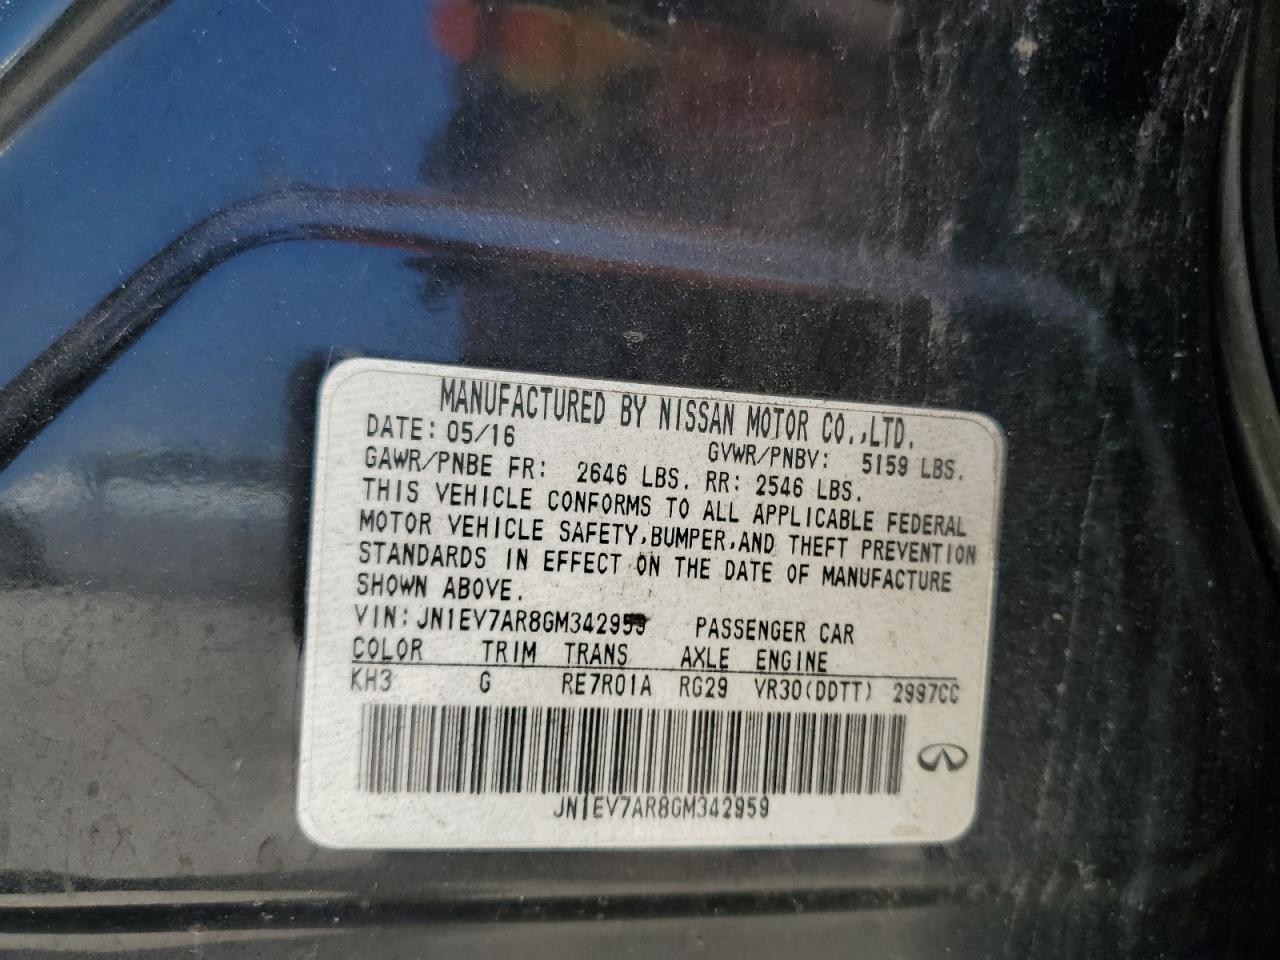 MANUFACTURED BY NISSAN MOTOR CO.,LTD.
DATE: 05/16 GVWR/PNBV: 5159 LBS.
GAWR/PNBE FR: 2646 LBS. RR: 2546 LBS.
THIS VEHICLE CONFORMS TO ALL APPLICABLE FEDERAL
MOTOR VEHICLE SAFETY,BUMPER,AND THEFT PREVENTION
STANDARDS IN EFFECT ON THE DATE OF MANUFACTURE
SHOWN ABOVE.
VIN: JN1EV7AR8GM342959 PASSENGER CAR
COLOR TRIM TRANS AXLE ENGINE
KH3 G RE7R01A RG29 VR30(DDTT) 2997CC
JN1EV7AR8GM342959